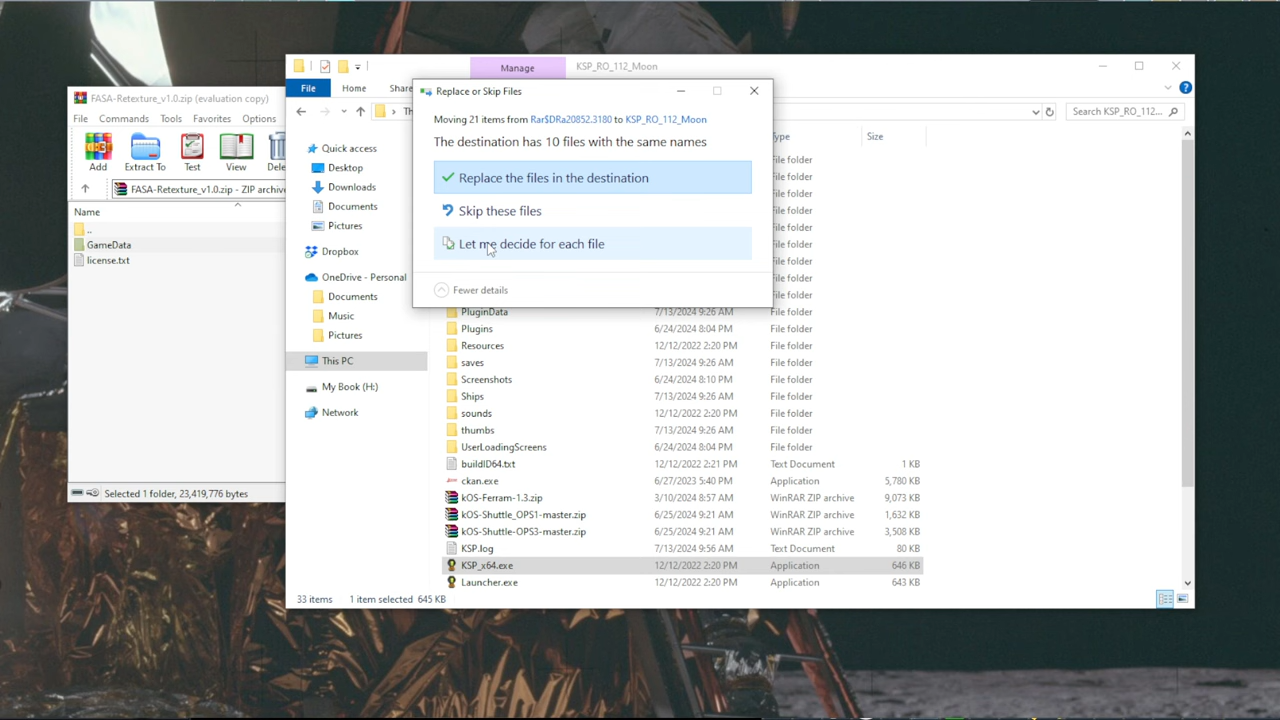 FASA-Retexture_v1.0.zip (evaluation copy)
File Commands Tools Favorites Options
Add Extract To Test View Dele
FASA-Retexture_v1.0.zip - ZIP archive
Name
..
GameData
license.txt
Selected 1 folder, 23,419,776 bytes
Manage KSP_RO_112_Moon
File Home Share
Search KSP_RO_112...
Quick access
Desktop
Downloads
Documents
Pictures
Dropbox
OneDrive - Personal
Documents
Music
Pictures
This PC
My Book (H:)
Network
Replace or Skip Files
Moving 21 items from Rar$DRa20852.3180 to KSP_RO_112_Moon
The destination has 10 files with the same names
Replace the files in the destination
Skip these files
Let me decide for each file
Fewer details
Type Size
File folder
File folder
File folder
File folder
File folder
File folder
File folder
File folder
File folder
PluginData 7/13/2024 9:26 AM File folder
Plugins 6/24/2024 8:04 PM File folder
Resources 12/12/2022 2:20 PM File folder
saves 7/13/2024 9:26 AM File folder
Screenshots 6/24/2024 8:10 PM File folder
Ships 7/13/2024 9:26 AM File folder
sounds 12/12/2022 2:20 PM File folder
thumbs 7/13/2024 9:26 AM File folder
UserLoadingScreens 6/24/2024 8:04 PM File folder
buildID64.txt 12/12/2022 2:21 PM Text Document 1 KB
ckan.exe 6/27/2023 5:40 PM Application 5,780 KB
kOS-Ferram-1.3.zip 3/10/2024 8:57 AM WinRAR ZIP archive 9,073 KB
kOS-Shuttle_OPS1-master.zip 6/25/2024 9:21 AM WinRAR ZIP archive 1,632 KB
kOS-Shuttle-OPS3-master.zip 6/25/2024 9:21 AM WinRAR ZIP archive 3,508 KB
KSP.log 7/13/2024 9:56 AM Text Document 80 KB
KSP_x64.exe 12/12/2022 2:20 PM Application 646 KB
Launcher.exe 12/12/2022 2:20 PM Application 643 KB
33 items 1 item selected 645 KB